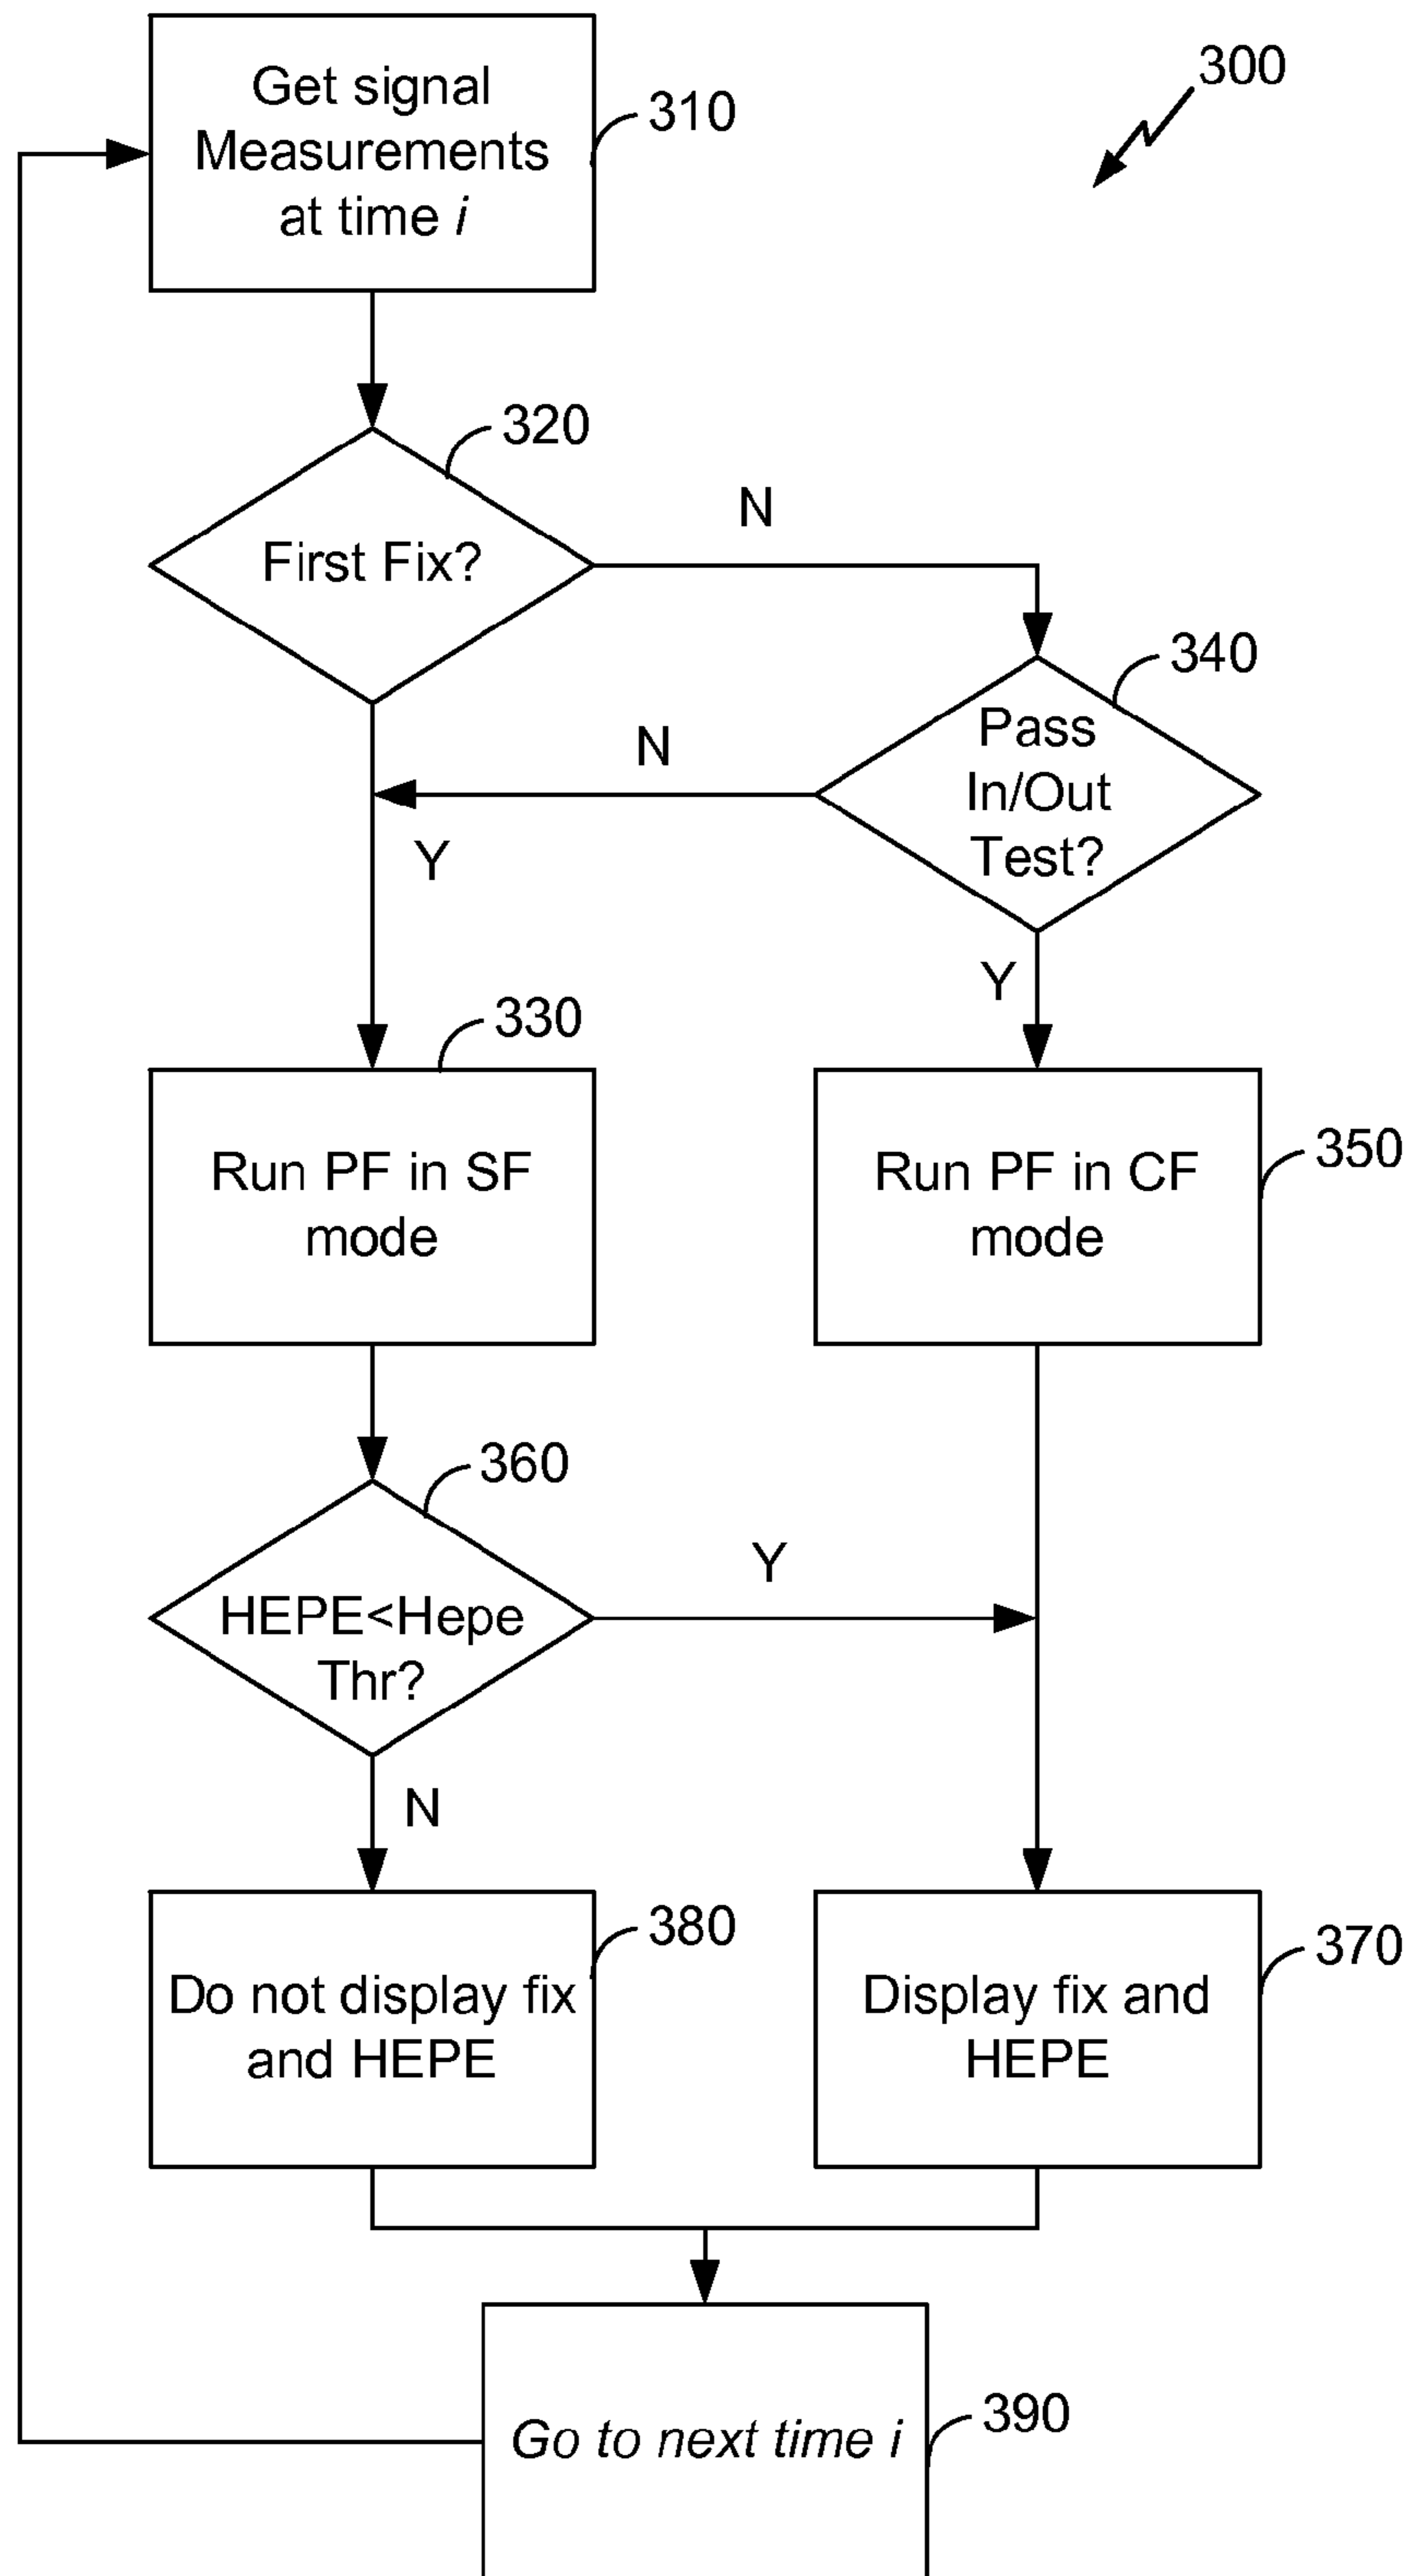 300
Get signal
Measurements
at time i
310
320
First Fix?
N
340
Pass
In/Out
Test?
N
Y
Y
330
Run PF in SF
mode
350
Run PF in CF
mode
360
HEPE<Hepe
Thr?
Y
N
380
Do not display fix
and HEPE
370
Display fix and
HEPE
390
Go to next time i